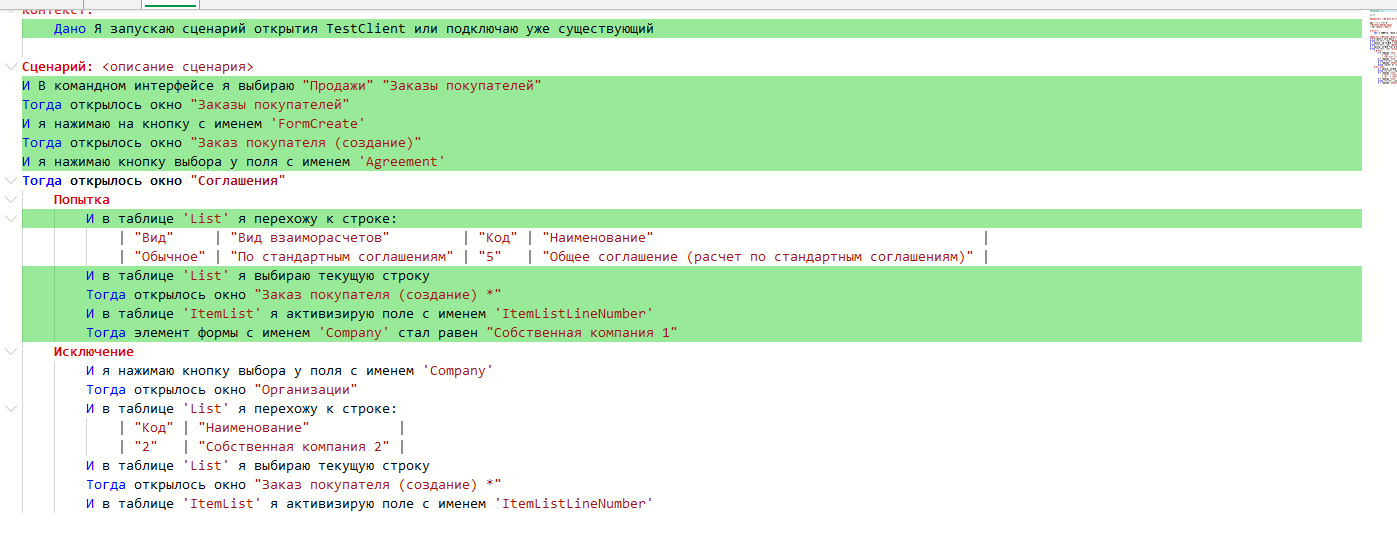 Контекст:
Дано Я запускаю сценарий открытия TestClient или подключаю уже существующий
Сценарий: <описание сценария>
И В командном интерфейсе я выбираю "Продажи" "Заказы покупателей"
Тогда открылось окно "Заказы покупателей"
И я нажимаю на кнопку с именем 'FormCreate'
Тогда открылось окно "Заказ покупателя (создание)"
И я нажимаю кнопку выбора у поля с именем 'Agreement'
Тогда открылось окно "Соглашения"
Попытка
И в таблице 'List' я перехожу к строке:
| "Вид" | "Вид взаиморасчетов" | "Код" | "Наименование" |
| "Обычное" | "По стандартным соглашениям" | "5" | "Общее соглашение (расчет по стандартным соглашениям)" |
И в таблице 'List' я выбираю текущую строку
Тогда открылось окно "Заказ покупателя (создание) *"
И в таблице 'ItemList' я активизирую поле с именем 'ItemListLineNumber'
Тогда элемент формы с именем 'Company' стал равен "Собственная компания 1"
Исключение
И я нажимаю кнопку выбора у поля с именем 'Company'
Тогда открылось окно "Организации"
И в таблице 'List' я перехожу к строке:
| "Код" | "Наименование" |
| "2" | "Собственная компания 2" |
И в таблице 'List' я выбираю текущую строку
Тогда открылось окно "Заказ покупателя (создание) *"
И в таблице 'ItemList' я активизирую поле с именем 'ItemListLineNumber'